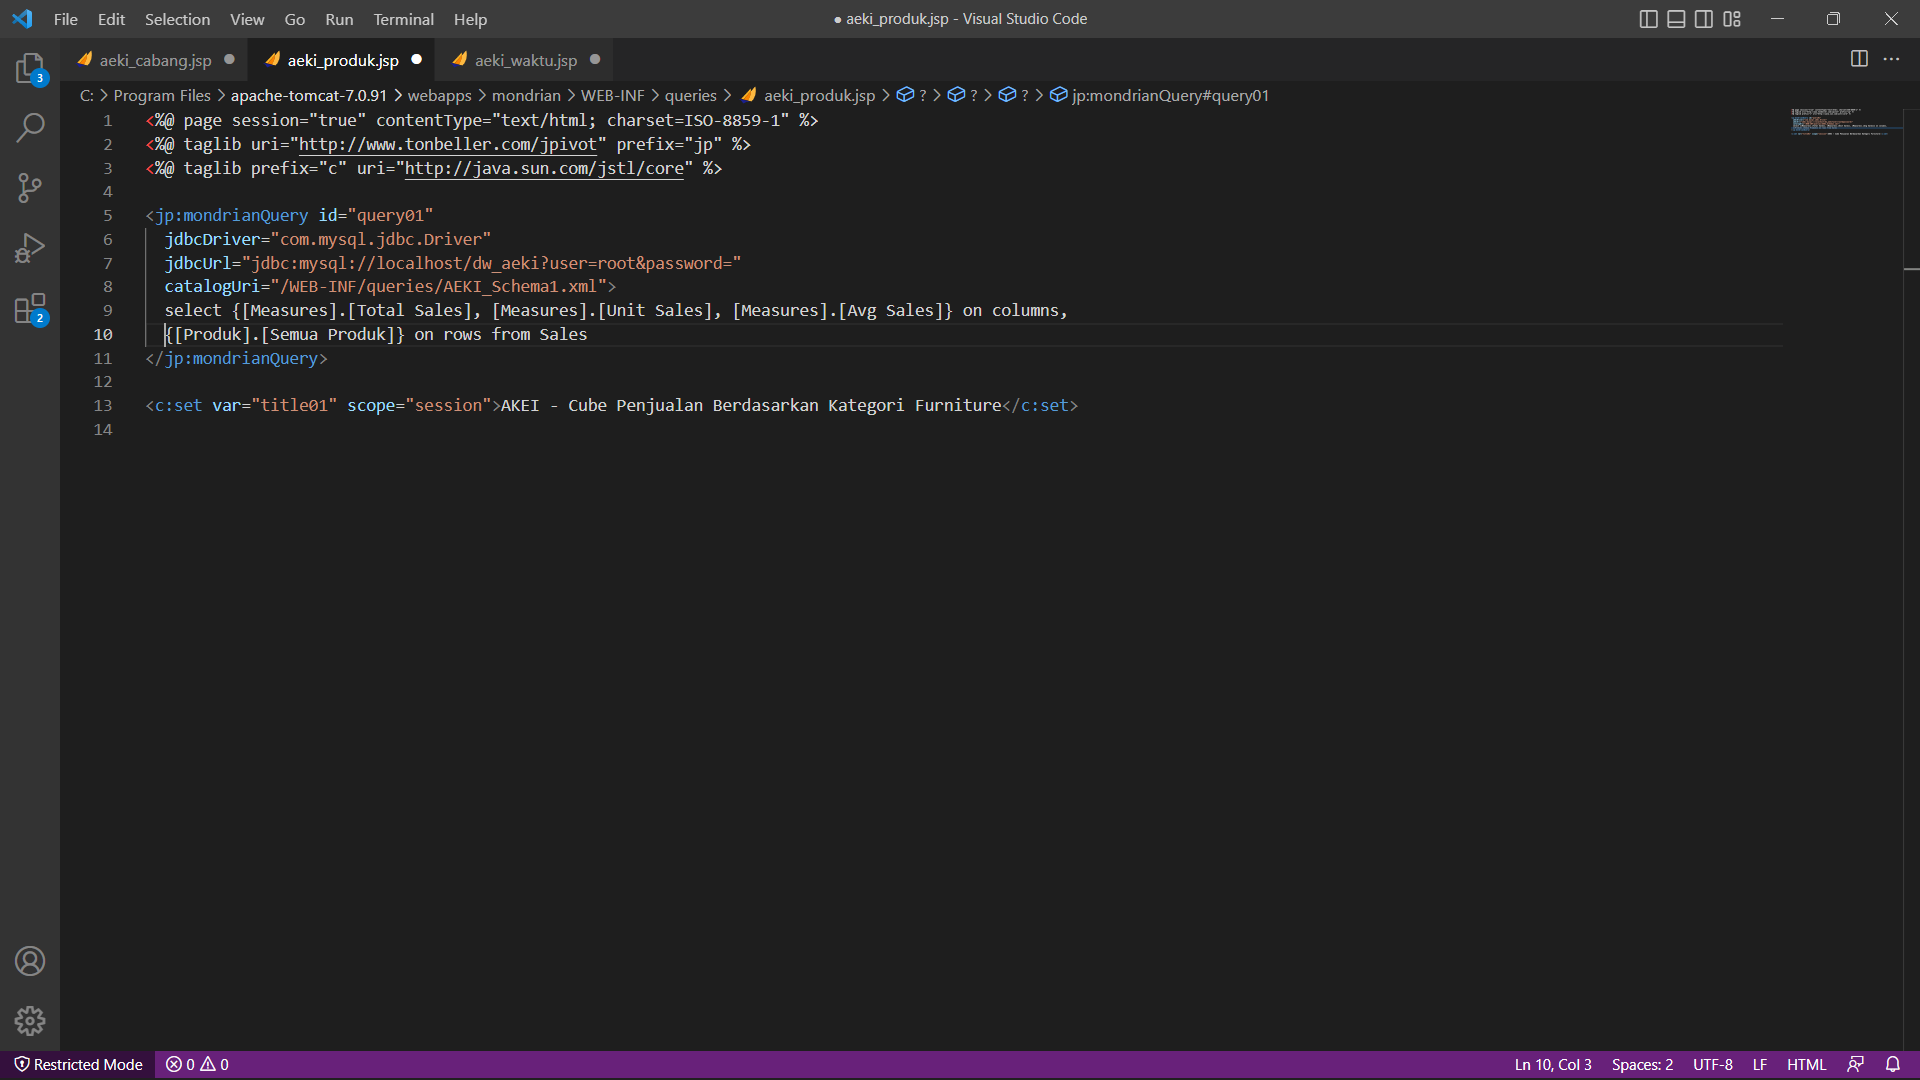 File Edit Selection View Go Run Terminal Help
● aeki_produk.jsp - Visual Studio Code
aeki_cabang.jsp ● aeki_produk.jsp ● aeki_waktu.jsp ●
C: > Program Files > apache-tomcat-7.0.91 > webapps > mondrian > WEB-INF > queries > aeki_produk.jsp > ? > ? > ? > jp:mondrianQuery#query01
1 <%@ page session="true" contentType="text/html; charset=ISO-8859-1" %>
2 <%@ taglib uri="http://www.tonbeller.com/jpivot" prefix="jp" %>
3 <%@ taglib prefix="c" uri="http://java.sun.com/jstl/core" %>
4
5 <jp:mondrianQuery id="query01"
6 jdbcDriver="com.mysql.jdbc.Driver"
7 jdbcUrl="jdbc:mysql://localhost/dw_aeki?user=root&password="
8 catalogUri="/WEB-INF/queries/AEKI_Schema1.xml">
9 select {[Measures].[Total Sales], [Measures].[Unit Sales], [Measures].[Avg Sales]} on columns,
10 {[Produk].[Semua Produk]} on rows from Sales
11 </jp:mondrianQuery>
12
13 <c:set var="title01" scope="session">AKEI - Cube Penjualan Berdasarkan Kategori Furniture</c:set>
14
3
2
Restricted Mode 0 0 Ln 10, Col 3 Spaces: 2 UTF-8 LF HTML